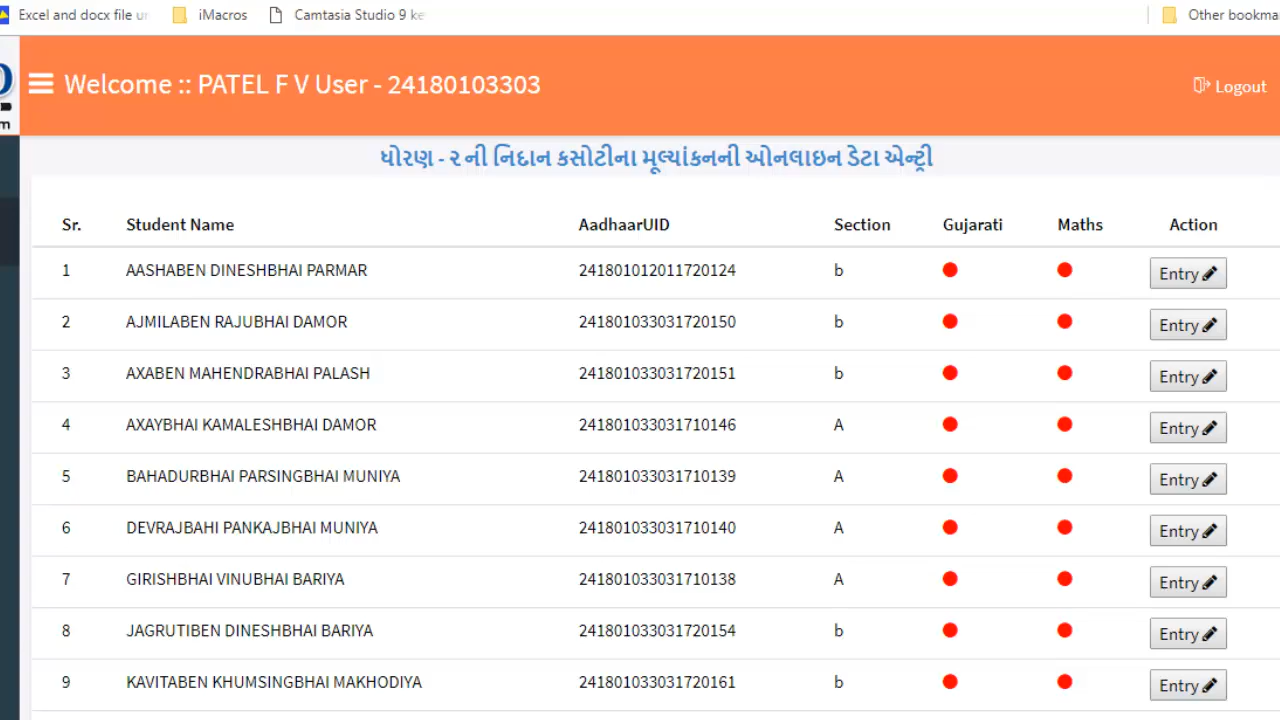 Excel and docx file
iMacros
Camtasia Studio 9
Other bookma
m
Welcome :: PATEL F V User - 24180103303
Logout
ધોરણ - ૨ ની નિદાન કસોટીના મૂલ્યાંકનની ઓનલાઇન ડેટા એન્ટ્રી
Sr. Student Name AadhaarUID Section Gujarati Maths Action
1 AASHABEN DINESHBHAI PARMAR 241801012011720124 b Entry
2 AJMILABEN RAJUBHAI DAMOR 241801033031720150 b Entry
3 AXABEN MAHENDRABHAI PALASH 241801033031720151 b Entry
4 AXAYBHAI KAMALESHBHAI DAMOR 241801033031710146 A Entry
5 BAHADURBHAI PARSINGBHAI MUNIYA 241801033031710139 A Entry
6 DEVRAJBAHI PANKAJBHAI MUNIYA 241801033031710140 A Entry
7 GIRISHBHAI VINUBHAI BARIYA 241801033031710138 A Entry
8 JAGRUTIBEN DINESHBHAI BARIYA 241801033031720154 b Entry
9 KAVITABEN KHUMSINGBHAI MAKHODIYA 241801033031720161 b Entry